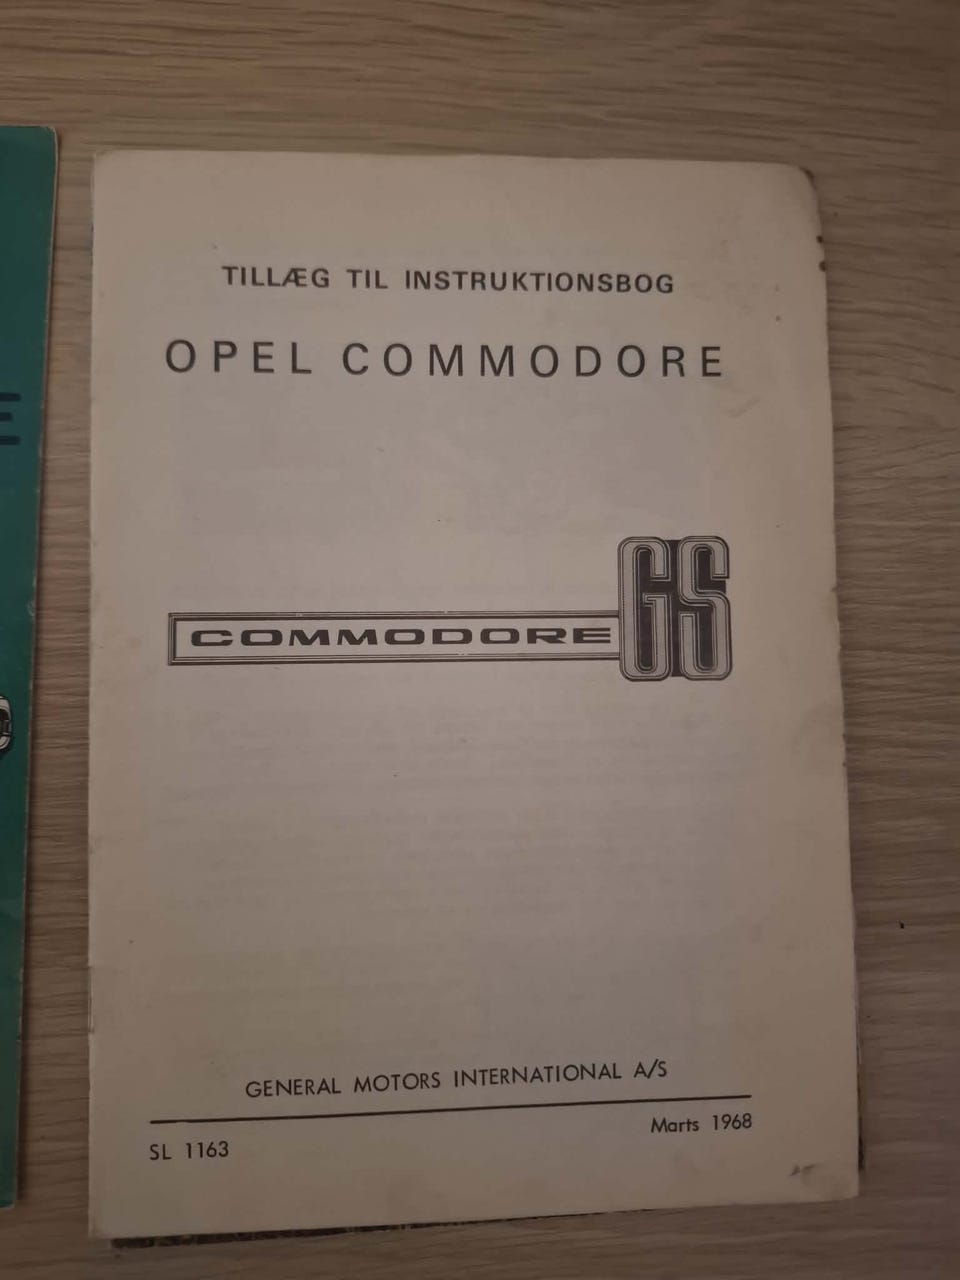 TILLÆG TIL INSTRUKTIONSBOG
OPEL COMMODORE
COMMODORE GS
GENERAL MOTORS INTERNATIONAL A/S
Marts 1968
SL 1163